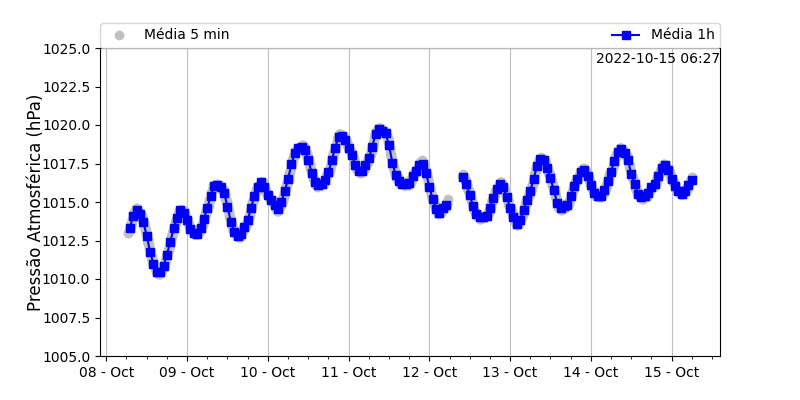 Média 5 min
Média 1h
2022-10-15 06:27
Pressão Atmosférica (hPa)
1025.0
1022.5
1020.0
1017.5
1015.0
1012.5
1010.0
1007.5
1005.0
08 - Oct
09 - Oct
10 - Oct
11 - Oct
12 - Oct
13 - Oct
14 - Oct
15 - Oct